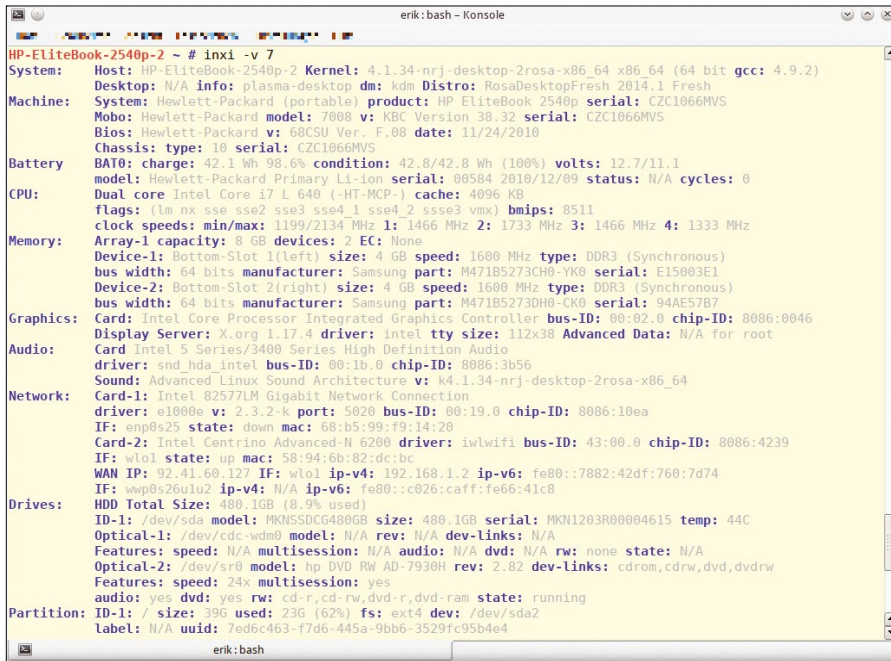 erik : bash – Konsole
HP-EliteBook-2540p-2 ~ # inxi -v 7
System: Host: HP-EliteBook-2540p-2 Kernel: 4.1.34-nrj-desktop-2rosa-x86_64 x86_64 (64 bit gcc: 4.9.2)
Desktop: N/A info: plasma-desktop dm: kdm Distro: RosaDesktopFresh 2014.1 Fresh
Machine: System: Hewlett-Packard (portable) product: HP EliteBook 2540p serial: CZC1066MVS
Mobo: Hewlett-Packard model: 7008 v: KBC Version 38.32 serial: CZC1066MVS
Bios: Hewlett-Packard v: 68CSU Ver. F.08 date: 11/24/2010
Chassis: type: 10 serial: CZC1066MVS
Battery BAT0: charge: 42.1 Wh 98.6% condition: 42.8/42.8 Wh (100%) volts: 12.7/11.1
model: Hewlett-Packard Primary Li-ion serial: 00584 2010/12/09 status: N/A cycles: 0
CPU: Dual core Intel Core i7 L 640 (-HT-MCP-) cache: 4096 KB
flags: (lm nx sse sse2 sse3 sse4_1 sse4_2 ssse3 vmx) bmips: 8511
clock speeds: min/max: 1199/2134 MHz 1: 1466 MHz 2: 1733 MHz 3: 1466 MHz 4: 1333 MHz
Memory: Array-1 capacity: 8 GB devices: 2 EC: None
Device-1: Bottom-Slot 1(left) size: 4 GB speed: 1600 MHz type: DDR3 (Synchronous)
bus width: 64 bits manufacturer: Samsung part: M471B5273CH0-YK0 serial: E15003E1
Device-2: Bottom-Slot 2(right) size: 4 GB speed: 1600 MHz type: DDR3 (Synchronous)
bus width: 64 bits manufacturer: Samsung part: M471B5273DH0-CK0 serial: 94AE57B7
Graphics: Card: Intel Core Processor Integrated Graphics Controller bus-ID: 00:02.0 chip-ID: 8086:0046
Display Server: X.org 1.17.4 driver: intel tty size: 112x38 Advanced Data: N/A for root
Audio: Card Intel 5 Series/3400 Series High Definition Audio
driver: snd_hda_intel bus-ID: 00:1b.0 chip-ID: 8086:3b56
Sound: Advanced Linux Sound Architecture v: k4.1.34-nrj-desktop-2rosa-x86_64
Network: Card-1: Intel 82577LM Gigabit Network Connection
driver: e1000e v: 2.3.2-k port: 5020 bus-ID: 00:19.0 chip-ID: 8086:10ea
IF: enp0s25 state: down mac: 68:b5:99:f9:14:20
Card-2: Intel Centrino Advanced-N 6200 driver: iwlwifi bus-ID: 43:00.0 chip-ID: 8086:4239
IF: wlo1 state: up mac: 58:94:6b:82:dc:bc
WAN IP: 92.41.60.127 IF: wlo1 ip-v4: 192.168.1.2 ip-v6: fe80::7882:42df:760:7d74
IF: wwp0s26u1u2 ip-v4: N/A ip-v6: fe80::c026:caff:fe66:41c8
Drives: HDD Total Size: 480.1GB (8.9% used)
ID-1: /dev/sda model: MKNSSDCG480GB size: 480.1GB serial: MKN1203R00004615 temp: 44C
Optical-1: /dev/cdc-wdm0 model: N/A rev: N/A dev-links: N/A
Features: speed: N/A multisession: N/A audio: N/A dvd: N/A rw: none state: N/A
Optical-2: /dev/sr0 model: hp DVD RW AD-7930H rev: 2.82 dev-links: cdrom,cdrw,dvd,dvdrw
Features: speed: 24x multisession: yes
audio: yes dvd: yes rw: cd-r,cd-rw,dvd-r,dvd-ram state: running
Partition: ID-1: / size: 39G used: 23G (62%) fs: ext4 dev: /dev/sda2
label: N/A uuid: 7ed6c463-f7d6-445a-9bb6-3529fc95b4e4
erik : bash